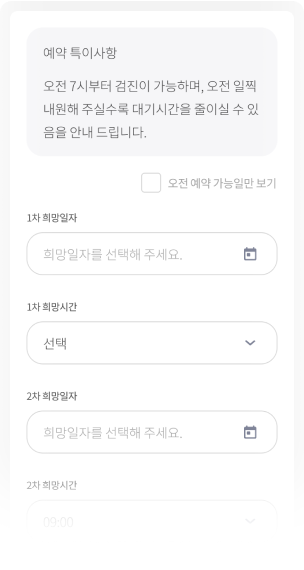 예약 특이사항
오전 7시부터 검진이 가능하며, 오전 일찍
내원해 주실수록 대기시간을 줄이실 수 있
음을 안내 드립니다.
오전 예약 가능일만 보기
1차 희망일자
희망일자를 선택해 주세요.
1차 희망시간
선택
2차 희망일자
희망일자를 선택해 주세요.
2차 희망시간
09:00